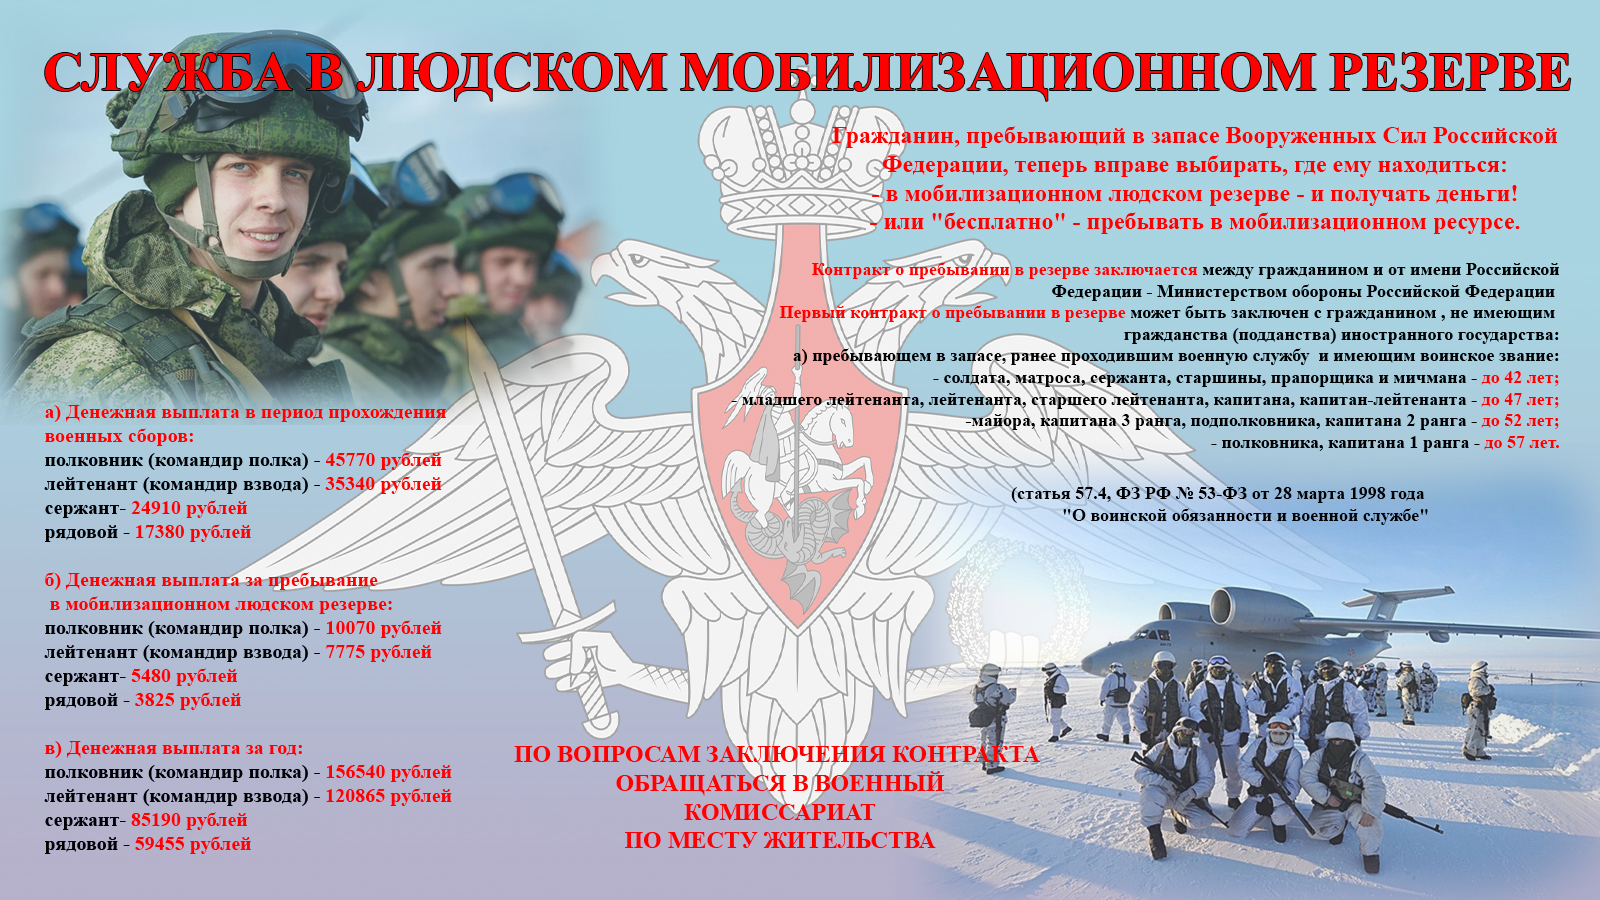 СЛУЖБА В ЛЮДСКОМ МОБИЛИЗАЦИОННОМ РЕЗЕРВЕ
Гражданин, пребывающий в запасе Вооруженных Сил Российской
Федерации, теперь вправе выбирать, где ему находиться:
- в мобилизационном людском резерве - и получать деньги!
- или "бесплатно" - пребывать в мобилизационном ресурсе.
Контракт о пребывании в резерве заключается между гражданином и от имени Российской
Федерации - Министерством обороны Российской Федерации
Первый контракт о пребывании в резерве может быть заключен с гражданином , не имеющим
гражданства (подданства) иностранного государства:
а) пребывающем в запасе, ранее проходившим военную службу и имеющим воинское звание:
- солдата, матроса, сержанта, старшины, прапорщика и мичмана - до 42 лет;
- младшего лейтенанта, лейтенанта, старшего лейтенанта, капитана, капитан-лейтенанта - до 47 лет;
-майора, капитана 3 ранга, подполковника, капитана 2 ранга - до 52 лет;
- полковника, капитана 1 ранга - до 57 лет.
(статья 57.4, ФЗ РФ № 53-ФЗ от 28 марта 1998 года
"О воинской обязанности и военной службе"
а) Денежная выплата в период прохождения
военных сборов:
полковник (командир полка) - 45770 рублей
лейтенант (командир взвода) - 35340 рублей
сержант- 24910 рублей
рядовой - 17380 рублей
б) Денежная выплата за пребывание
в мобилизационном людском резерве:
полковник (командир полка) - 10070 рублей
лейтенант (командир взвода) - 7775 рублей
сержант- 5480 рублей
рядовой - 3825 рублей
в) Денежная выплата за год:
полковник (командир полка) - 156540 рублей
лейтенант (командир взвода) - 120865 рублей
сержант- 85190 рублей
рядовой - 59455 рублей
ПО ВОПРОСАМ ЗАКЛЮЧЕНИЯ КОНТРАКТА
ОБРАЩАТЬСЯ В ВОЕННЫЙ
КОМИССАРИАТ
ПО МЕСТУ ЖИТЕЛЬСТВА